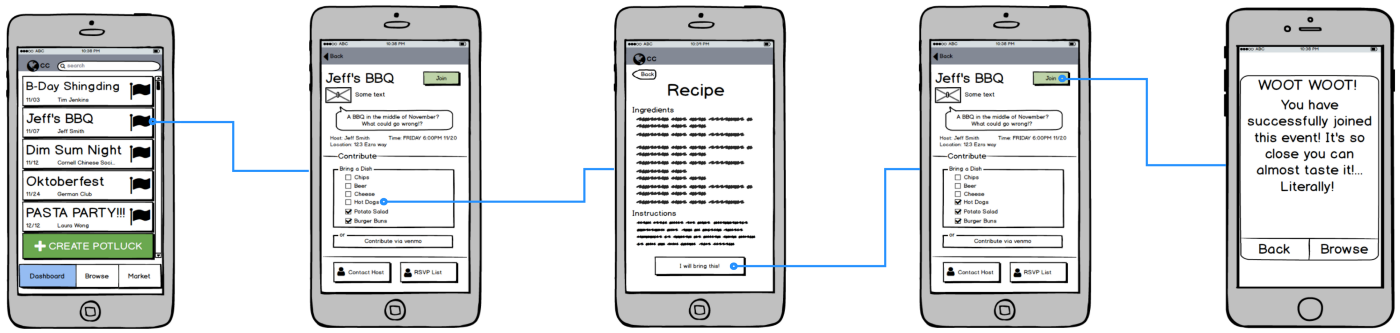 ABC 10:38 PM
CC search
B-Day Shingding
11/03 Tim Jenkins
Jeff's BBQ
11/07 Jeff Smith
Dim Sum Night
11/12 Cornell Chinese Soci...
Oktoberfest
11/24 German Club
PASTA PARTY!!!
12/12 Laura Wong
CREATE POTLUCK
Dashboard Browse Market
ABC 10:38 PM
Back
Jeff's BBQ Join
Some text
A BBQ in the middle of November?
What could go wrong!?
Host: Jeff Smith Time: FRIDAY 6:00PM 11/20
Location: 123 Ezra way
Contribute
Bring a Dish
Chips
Beer
Cheese
Hot Dogs
Potato Salad
Burger Buns
or
Contribute via venmo
Contact Host RSVP List
ABC 10:39 PM
CC
Back
Recipe
Ingredients
Instructions
I will bring this!
ABC 10:38 PM
Back
Jeff's BBQ Join
Some text
A BBQ in the middle of November?
What could go wrong!?
Host: Jeff Smith Time: FRIDAY 6:00PM 11/20
Location: 123 Ezra way
Contribute
Bring a Dish
Chips
Beer
Cheese
Hot Dogs
Potato Salad
Burger Buns
or
Contribute via venmo
Contact Host RSVP List
ABC 10:38 PM
WOOT WOOT!
You have
successfully joined
this event! It's so
close you can
almost taste it!...
Literally!
Back Browse